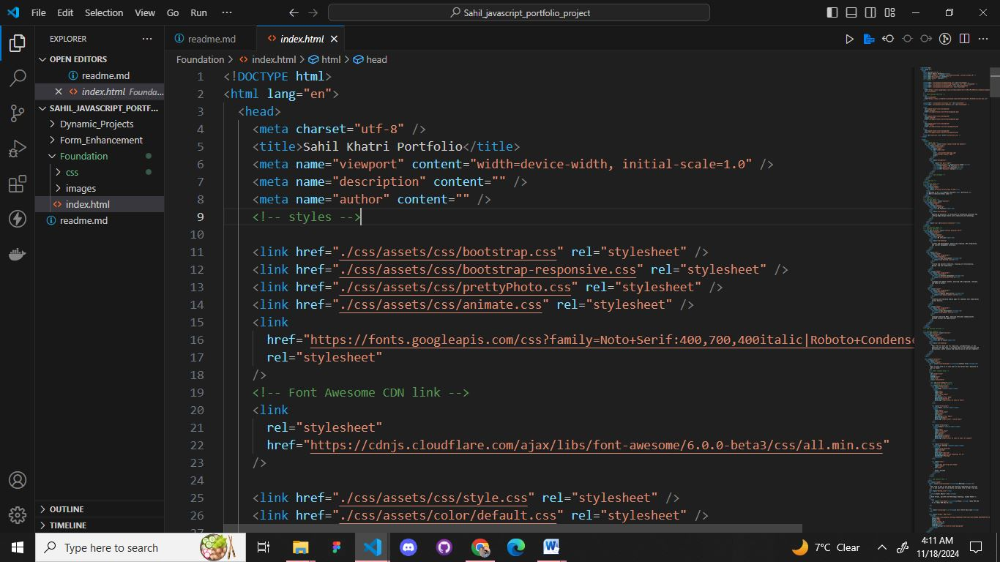 File Edit Selection View Go Run ··· Sahil_javascript_portfolio_project
EXPLORER ···
OPEN EDITORS
readme.md
index.html Founda...
SAHIL_JAVASCRIPT_PORTF...
Dynamic_Projects
Form_Enhancement
Foundation
css
images
index.html
readme.md
OUTLINE
TIMELINE
readme.md index.html
Foundation > index.html > html > head
1 <!DOCTYPE html>
2 <html lang="en">
3 <head>
4 <meta charset="utf-8" />
5 <title>Sahil Khatri Portfolio</title>
6 <meta name="viewport" content="width=device-width, initial-scale=1.0" />
7 <meta name="description" content="" />
8 <meta name="author" content="" />
9 <!-- styles -->
10
11 <link href="./css/assets/css/bootstrap.css" rel="stylesheet" />
12 <link href="./css/assets/css/bootstrap-responsive.css" rel="stylesheet" />
13 <link href="./css/assets/css/prettyPhoto.css" rel="stylesheet" />
14 <link href="./css/assets/css/animate.css" rel="stylesheet" />
15 <link
16 href="https://fonts.googleapis.com/css?family=Noto+Serif:400,700,400italic|Roboto+Condense
17 rel="stylesheet"
18 />
19 <!-- Font Awesome CDN link -->
20 <link
21 rel="stylesheet"
22 href="https://cdnjs.cloudflare.com/ajax/libs/font-awesome/6.0.0-beta3/css/all.min.css"
23 />
24
25 <link href="./css/assets/css/style.css" rel="stylesheet" />
26 <link href="./css/assets/color/default.css" rel="stylesheet" />
27
Type here to search
7°C Clear
4:11 AM
11/18/2024